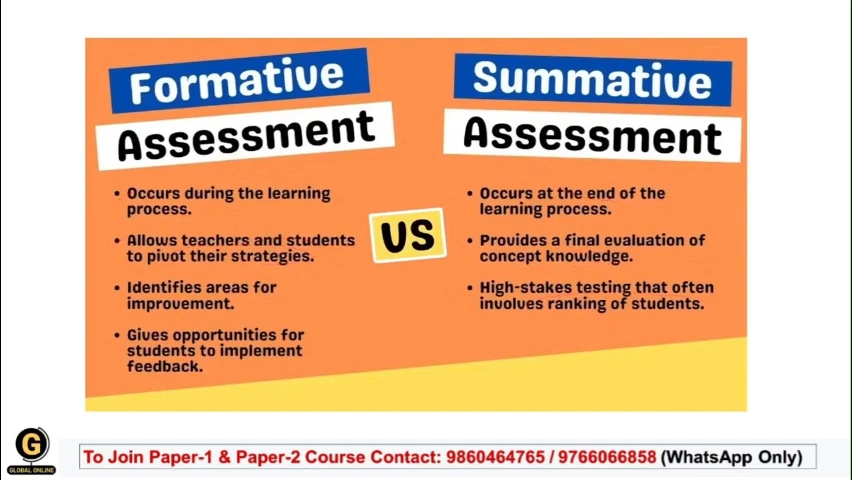 Formative
Assessment
• Occurs during the learning
process.
• Allows teachers and students
to pivot their strategies.
• Identifies areas for
improvement.
• Gives opportunities for
students to implement
feedback.
VS
Summative
Assessment
• Occurs at the end of the
learning process.
• Provides a final evaluation of
concept knowledge.
• High-stakes testing that often
involves ranking of students.
G
GLOBAL ONLINE
To Join Paper-1 & Paper-2 Course Contact: 9860464765 / 9766066858 (WhatsApp Only)